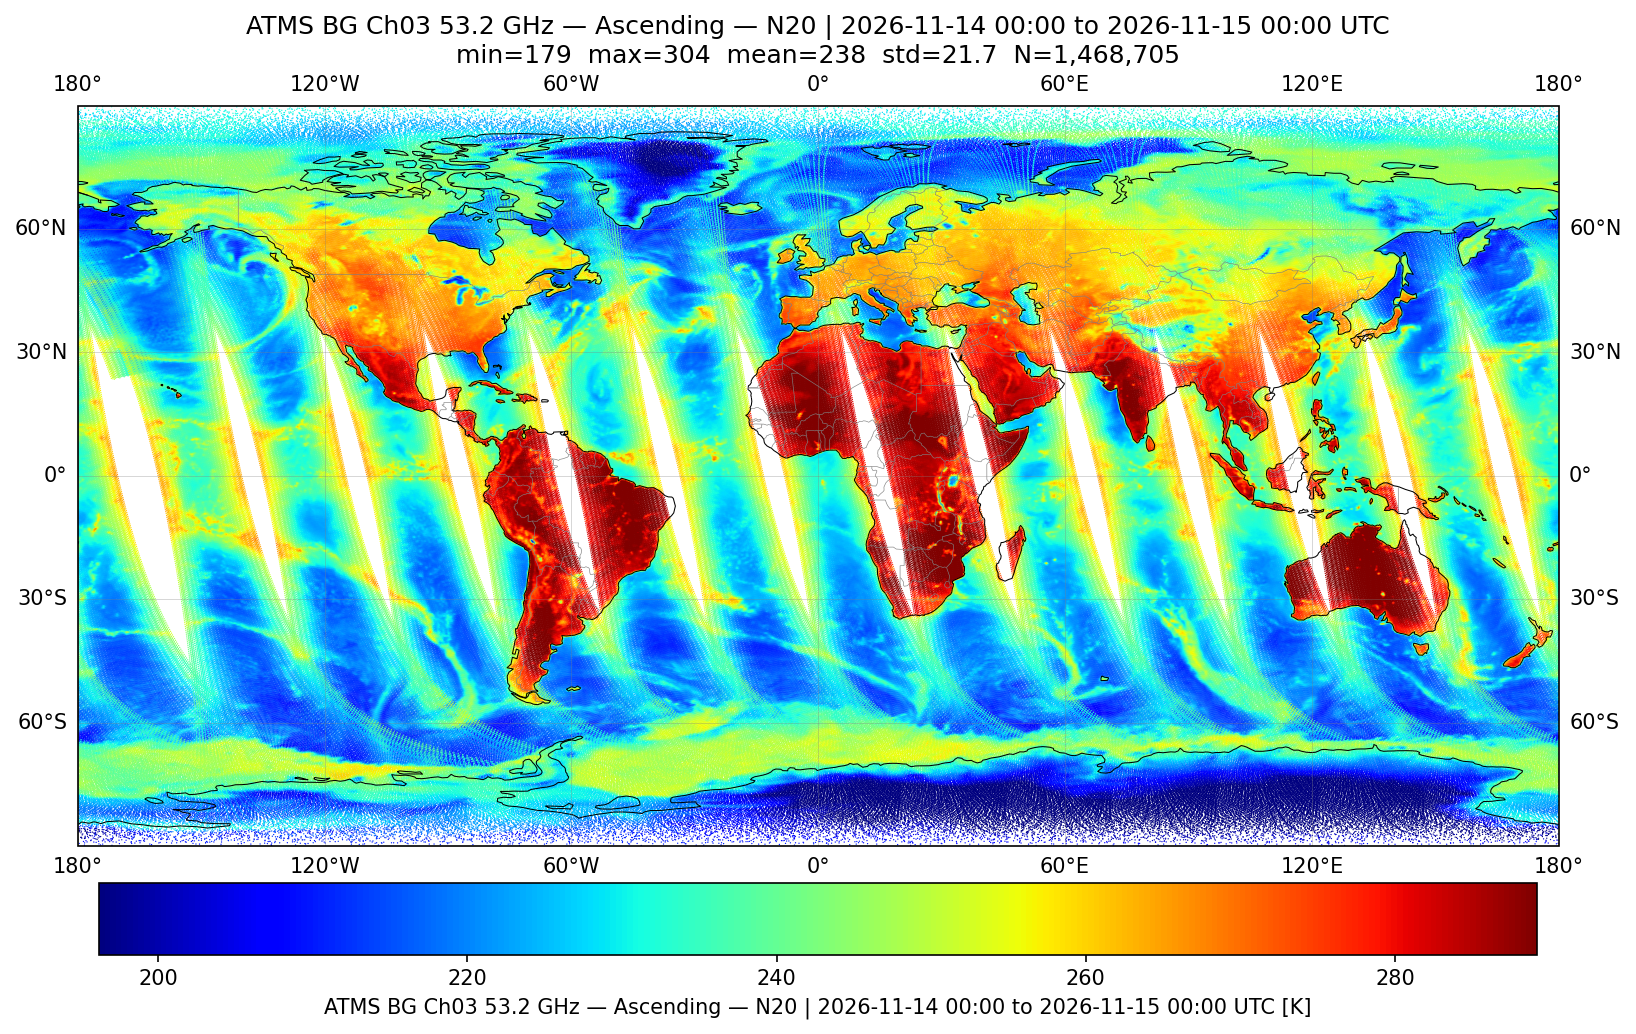 ATMS BG Ch03 53.2 GHz — Ascending — N20 | 2026-11-14 00:00 to 2026-11-15 00:00 UTC
min=179 max=304 mean=238 std=21.7 N=1,468,705
180° 120°W 60°W 0° 60°E 120°E 180°
60°N 60°N
30°N 30°N
0° 0°
30°S 30°S
60°S 60°S
180° 120°W 60°W 0° 60°E 120°E 180°
200 220 240 260 280
ATMS BG Ch03 53.2 GHz — Ascending — N20 | 2026-11-14 00:00 to 2026-11-15 00:00 UTC [K]